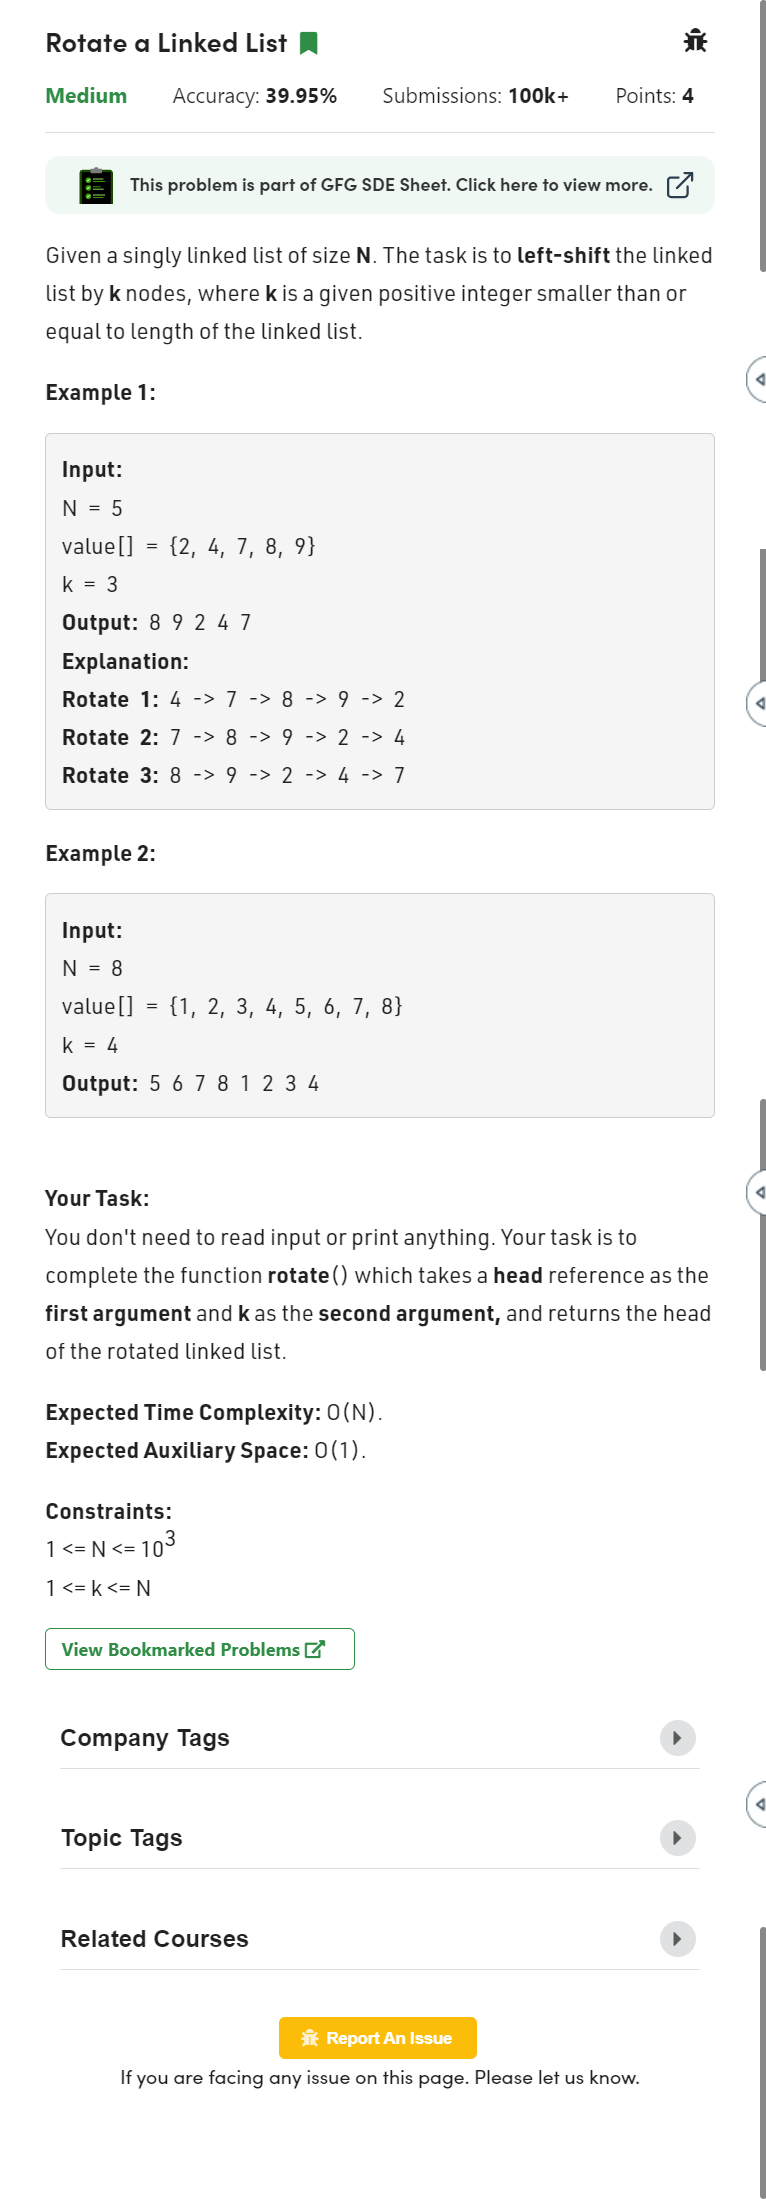 Rotate a Linked List
Medium Accuracy: 39.95% Submissions: 100k+ Points: 4
This problem is part of GFG SDE Sheet. Click here to view more.
Given a singly linked list of size N. The task is to left-shift the linked
list by k nodes, where k is a given positive integer smaller than or
equal to length of the linked list.
Example 1:
Input:
N = 5
value[] = {2, 4, 7, 8, 9}
k = 3
Output: 8 9 2 4 7
Explanation:
Rotate 1: 4 -> 7 -> 8 -> 9 -> 2
Rotate 2: 7 -> 8 -> 9 -> 2 -> 4
Rotate 3: 8 -> 9 -> 2 -> 4 -> 7
Example 2:
Input:
N = 8
value[] = {1, 2, 3, 4, 5, 6, 7, 8}
k = 4
Output: 5 6 7 8 1 2 3 4
Your Task:
You don't need to read input or print anything. Your task is to
complete the function rotate() which takes a head reference as the
first argument and k as the second argument, and returns the head
of the rotated linked list.
Expected Time Complexity: O(N).
Expected Auxiliary Space: O(1).
Constraints:
1 <= N <= 10³
1 <= k <= N
View Bookmarked Problems
Company Tags
Topic Tags
Related Courses
Report An Issue
If you are facing any issue on this page. Please let us know.